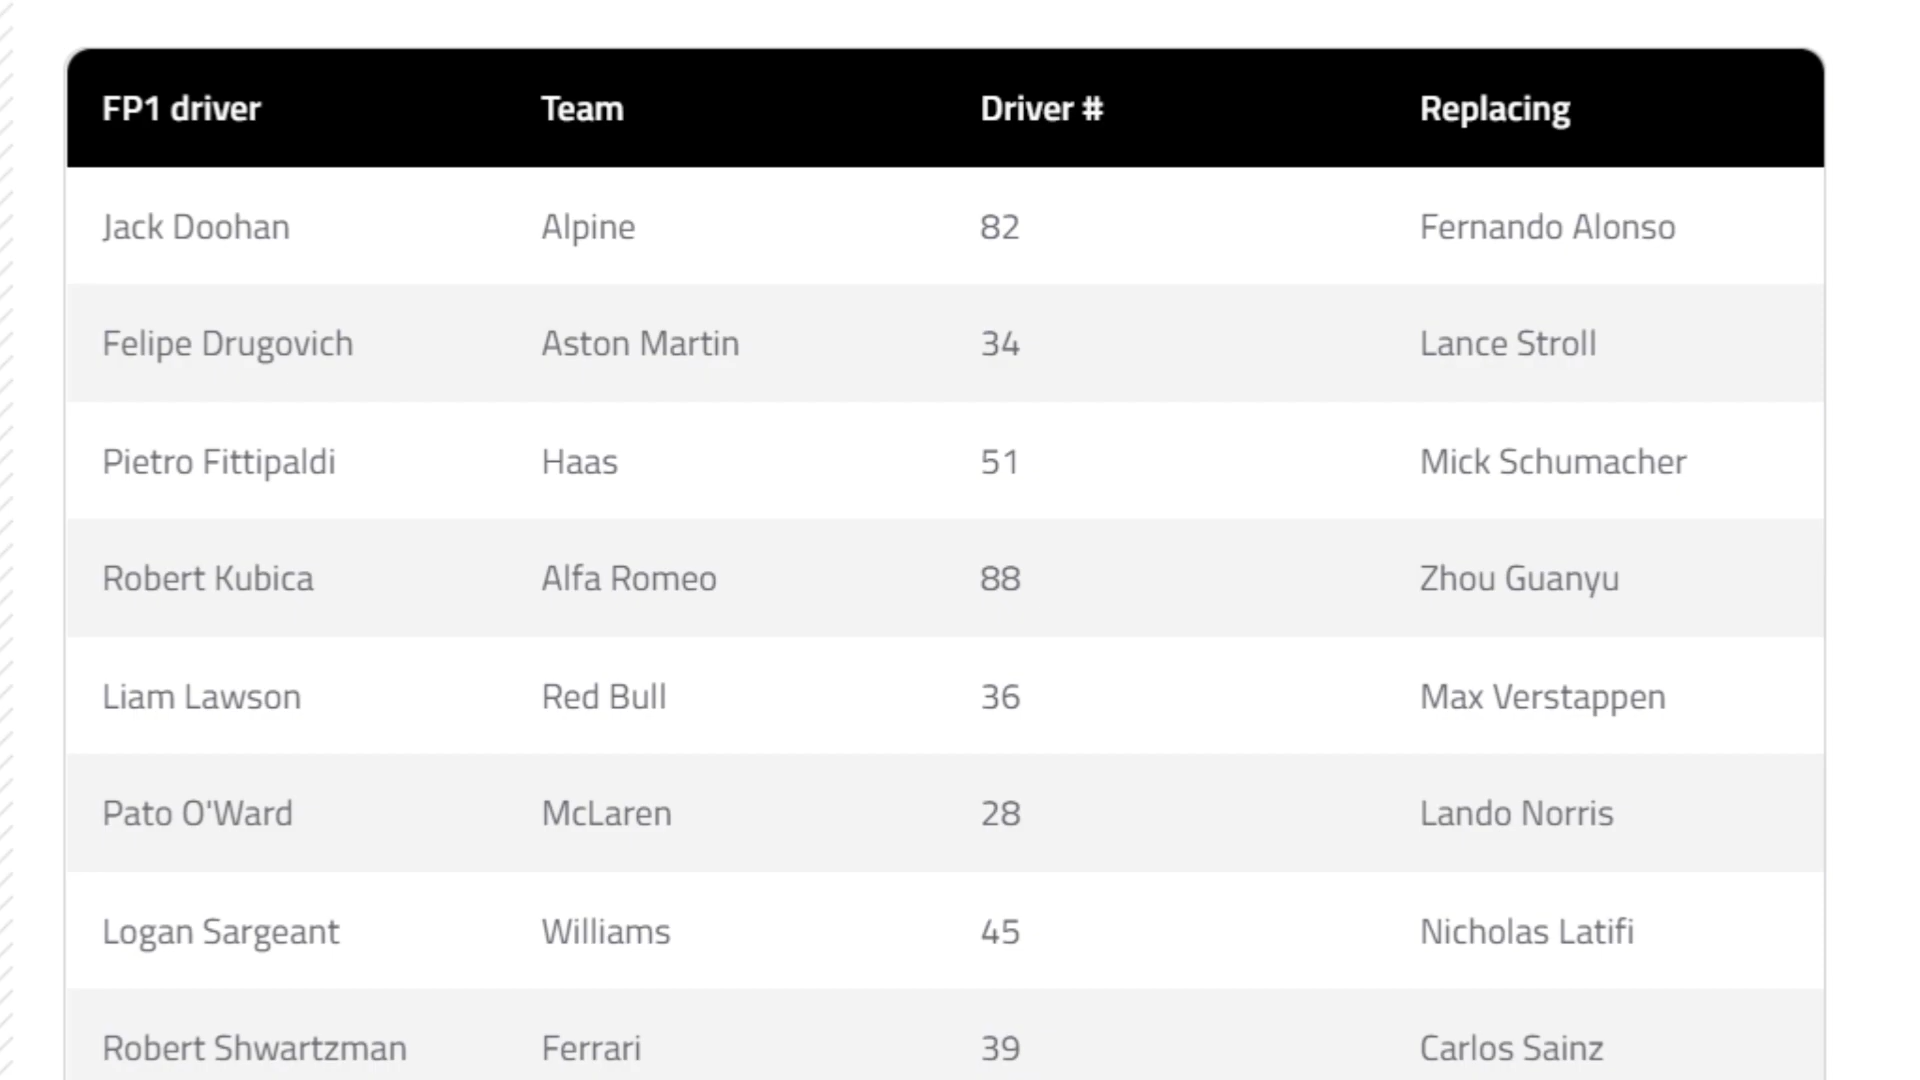 FP1 driver Team Driver # Replacing
Jack Doohan Alpine 82 Fernando Alonso
Felipe Drugovich Aston Martin 34 Lance Stroll
Pietro Fittipaldi Haas 51 Mick Schumacher
Robert Kubica Alfa Romeo 88 Zhou Guanyu
Liam Lawson Red Bull 36 Max Verstappen
Pato O'Ward McLaren 28 Lando Norris
Logan Sargeant Williams 45 Nicholas Latifi
Robert Shwartzman Ferrari 39 Carlos Sainz